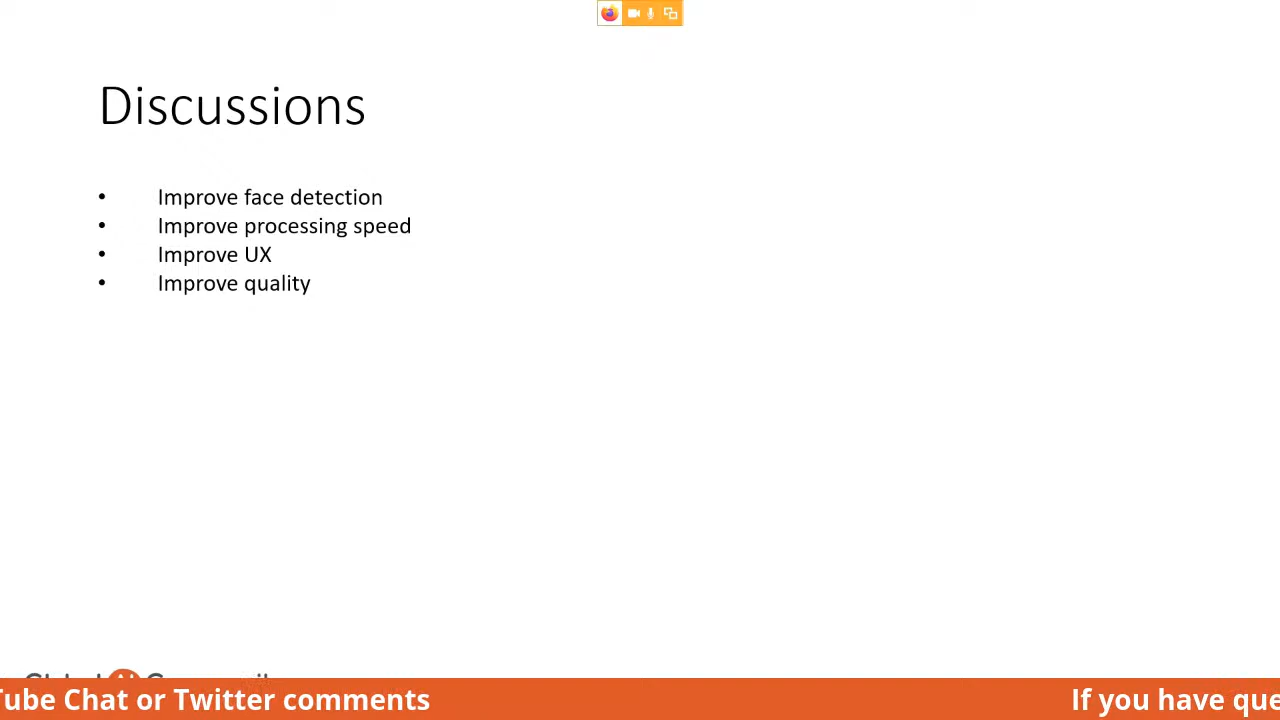 Discussions
• Improve face detection
• Improve processing speed
• Improve UX
• Improve quality
Tube Chat or Twitter comments
If you have que